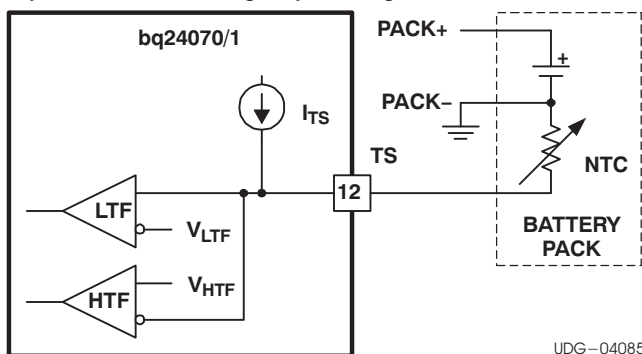 bq24070/1
PACK+
+
PACK−
I_TS
TS
NTC
12
LTF
V_LTF
BATTERY
PACK
V_HTF
HTF
UDG−04085